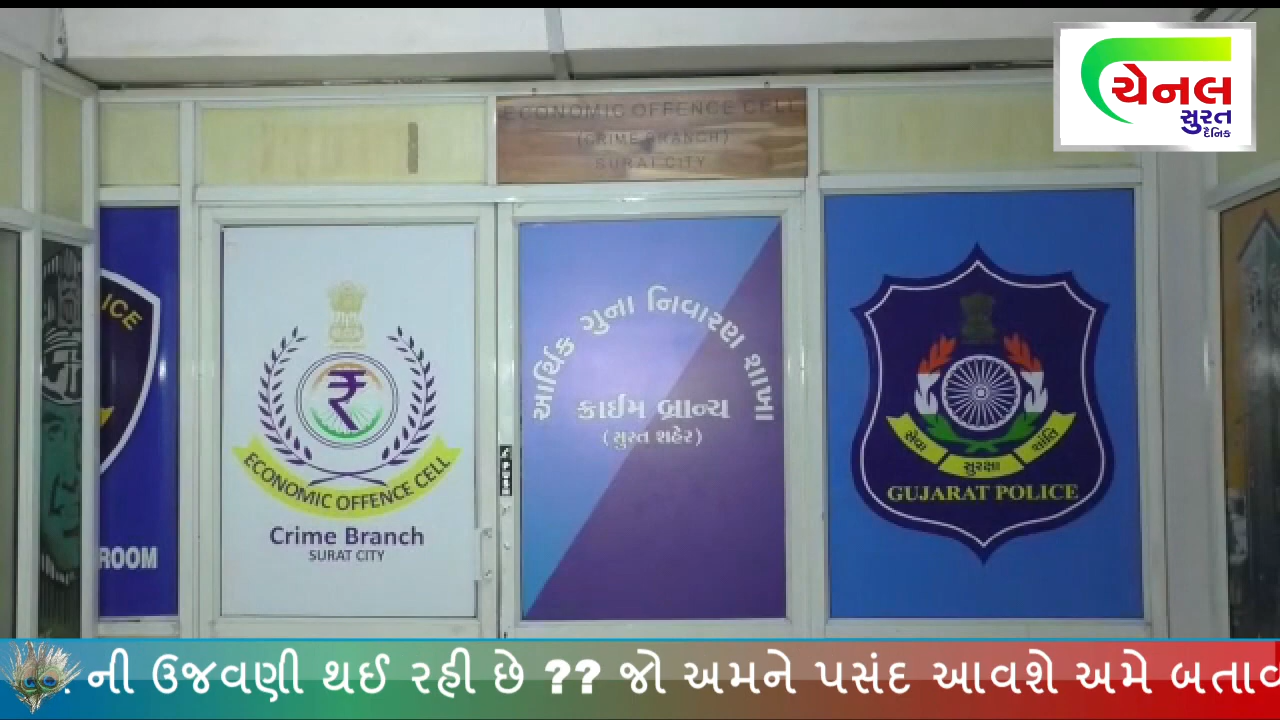 ચેનલ
સુરત
દૈનિક
ECONOMIC OFFENCE CELL
(CRIME BRANCH)
SURAT CITY
ICE
ROOM
ECONOMIC OFFENCE CELL
Crime Branch
SURAT CITY
આર્થિક ગુના નિવારણ શાખા
ક્રાઈમ બ્રાન્ચ
(સુરત શહેર)
PUSH
સેવા સુરક્ષા શાંતિ
GUJARAT POLICE
ની ઉજવણી થઈ રહી છે ?? જો અમને પસંદ આવશે અમે બતાવ